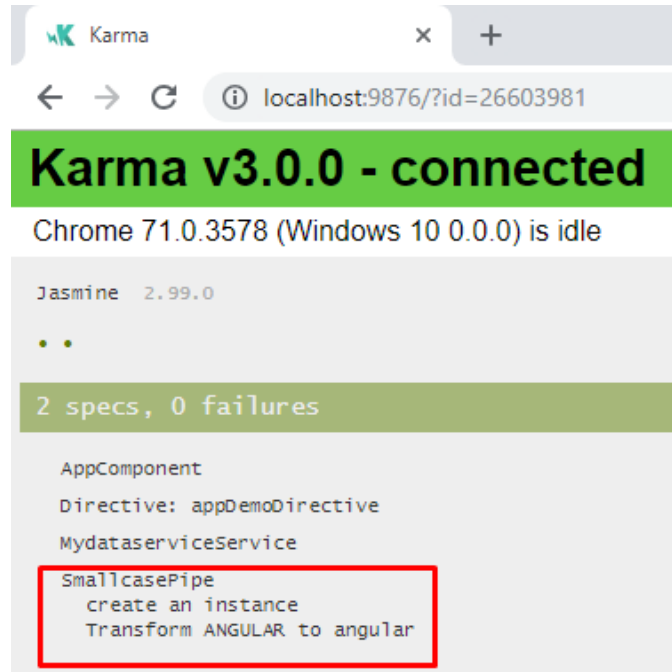 Karma
localhost:9876/?id=26603981
Karma v3.0.0 - connected
Chrome 71.0.3578 (Windows 10 0.0.0) is idle
Jasmine 2.99.0
2 specs, 0 failures
AppComponent
Directive: appDemoDirective
MydataserviceService
SmallcasePipe
create an instance
Transform ANGULAR to angular